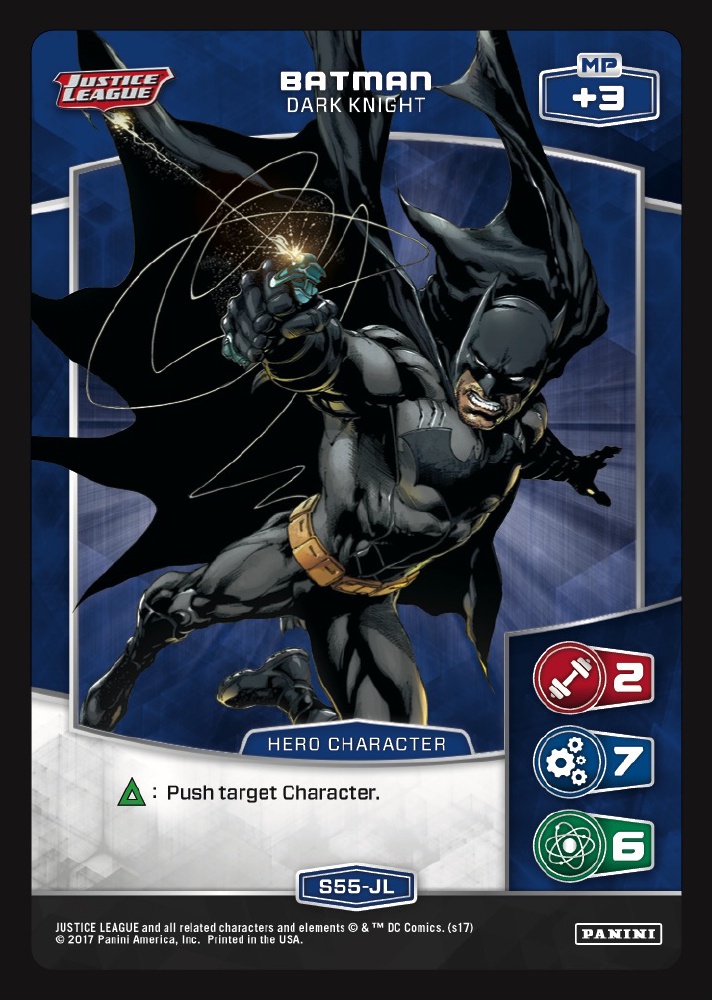 JUSTICE
LEAGUE
BATMAN
DARK KNIGHT
MP
+3
HERO CHARACTER
: Push target Character.
2
7
6
S55-JL
JUSTICE LEAGUE and all related characters and elements © & ™ DC Comics. (s17)
© 2017 Panini America, Inc. Printed in the USA.
PANINI